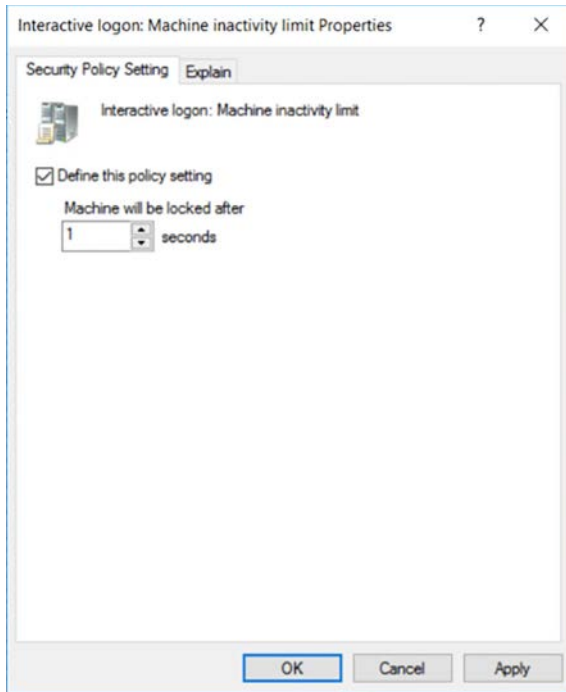 Interactive logon: Machine inactivity limit Properties ? ×
Security Policy Setting Explain
Interactive logon: Machine inactivity limit
Define this policy setting
Machine will be locked after
1 seconds
OK Cancel Apply